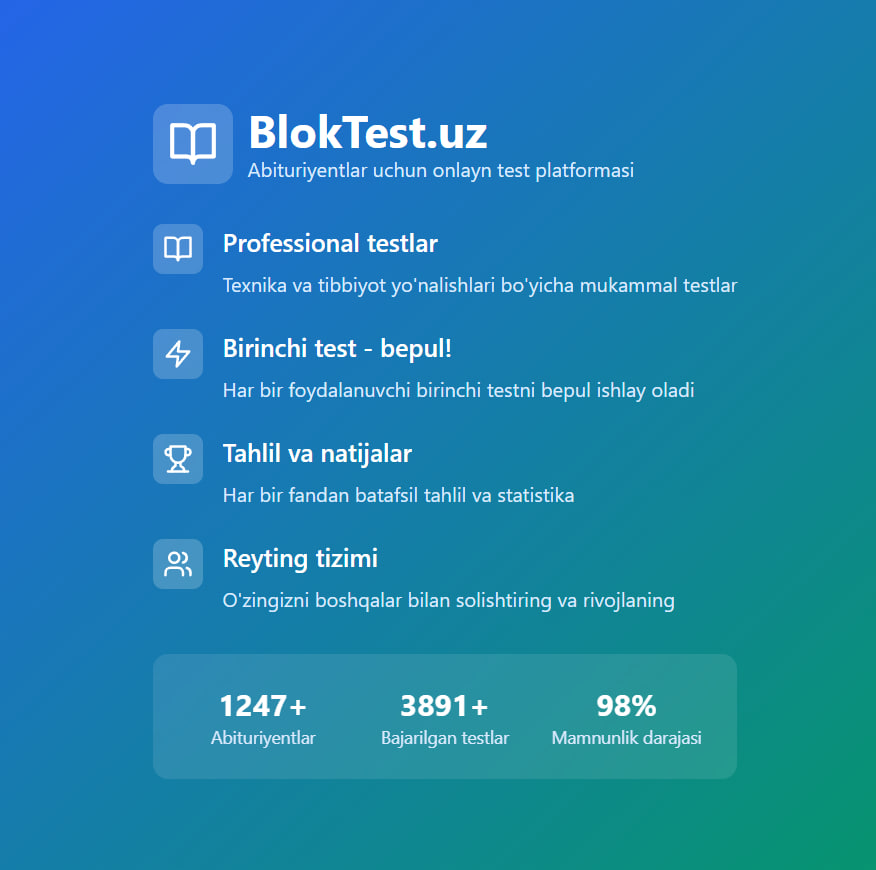 BlokTest.uz
Abituriyentlar uchun onlayn test platformasi
Professional testlar
Texnika va tibbiyot yo'nalishlari bo'yicha mukammal testlar
Birinchi test - bepul!
Har bir foydalanuvchi birinchi testni bepul ishlay oladi
Tahlil va natijalar
Har bir fandan batafsil tahlil va statistika
Reyting tizimi
O'zingizni boshqalar bilan solishtiring va rivojlaning
1247+ 3891+ 98%
Abituriyentlar Bajarilgan testlar Mamnunlik darajasi